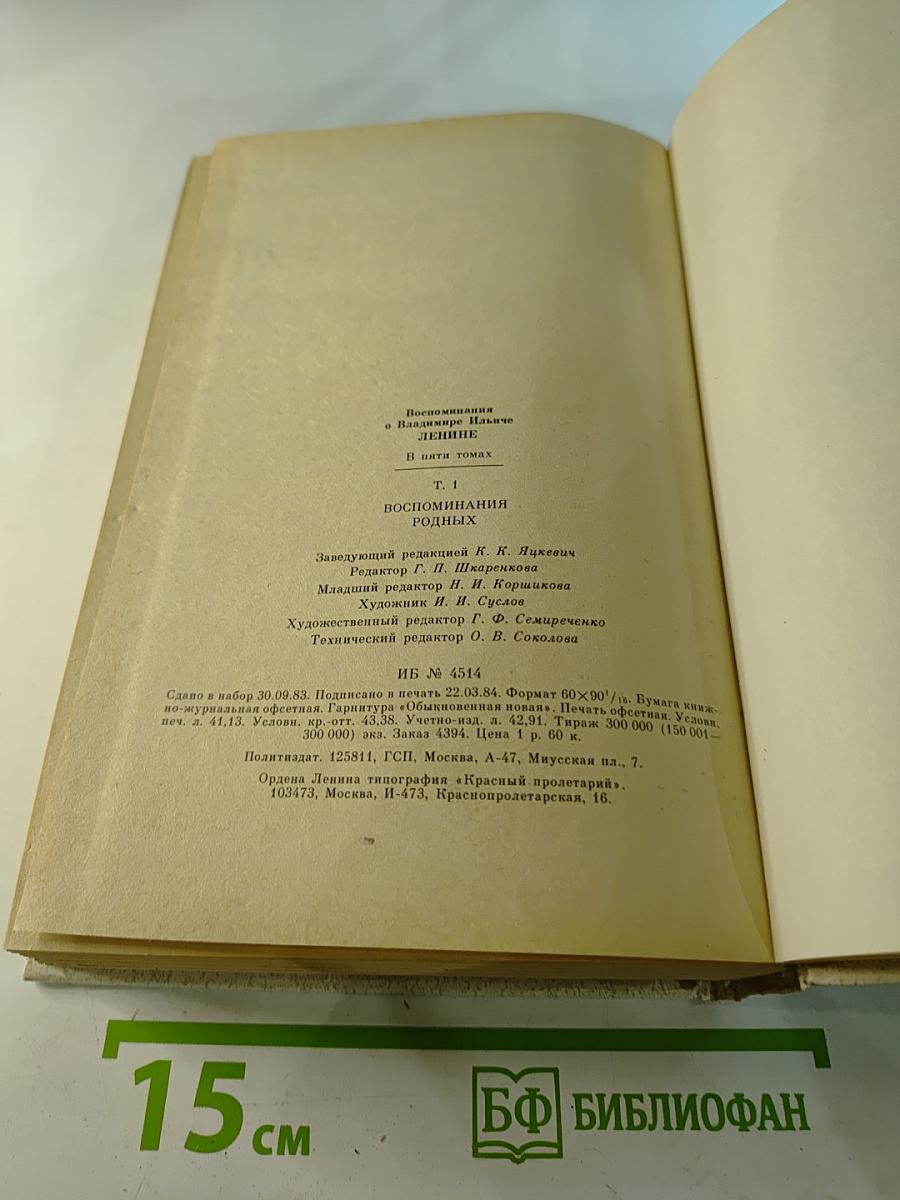 Воспоминания
о Владимире Ильиче
ЛЕНИНЕ
В пяти томах
Т. 1
ВОСПОМИНАНИЯ
РОДНЫХ
Заведующий редакцией К. К. Яцкевич
Редактор Г. П. Шкаренкова
Младший редактор Н. И. Коршикова
Художник И. И. Суслов
Художественный редактор Г. Ф. Семиреченко
Технический редактор О. В. Соколова
ИБ № 4514
Сдано в набор 30.09.83. Подписано в печать 22.03.84. Формат 60×90¹/₁₆. Бумага книж-
но-журнальная офсетная. Гарнитура «Обыкновенная новая». Печать офсетная. Условн.
печ. л. 41,13. Условн. кр.-отт. 43,38. Учетно-изд. л. 42,91. Тираж 300 000 (150 001—
300 000) экз. Заказ 4394. Цена 1 р. 60 к.
Политиздат. 125811, ГСП, Москва, А-47, Миусская пл., 7.
Ордена Ленина типография «Красный пролетарий».
103473, Москва, И-473, Краснопролетарская, 16.
15 см
БФ БИБЛИОФАН